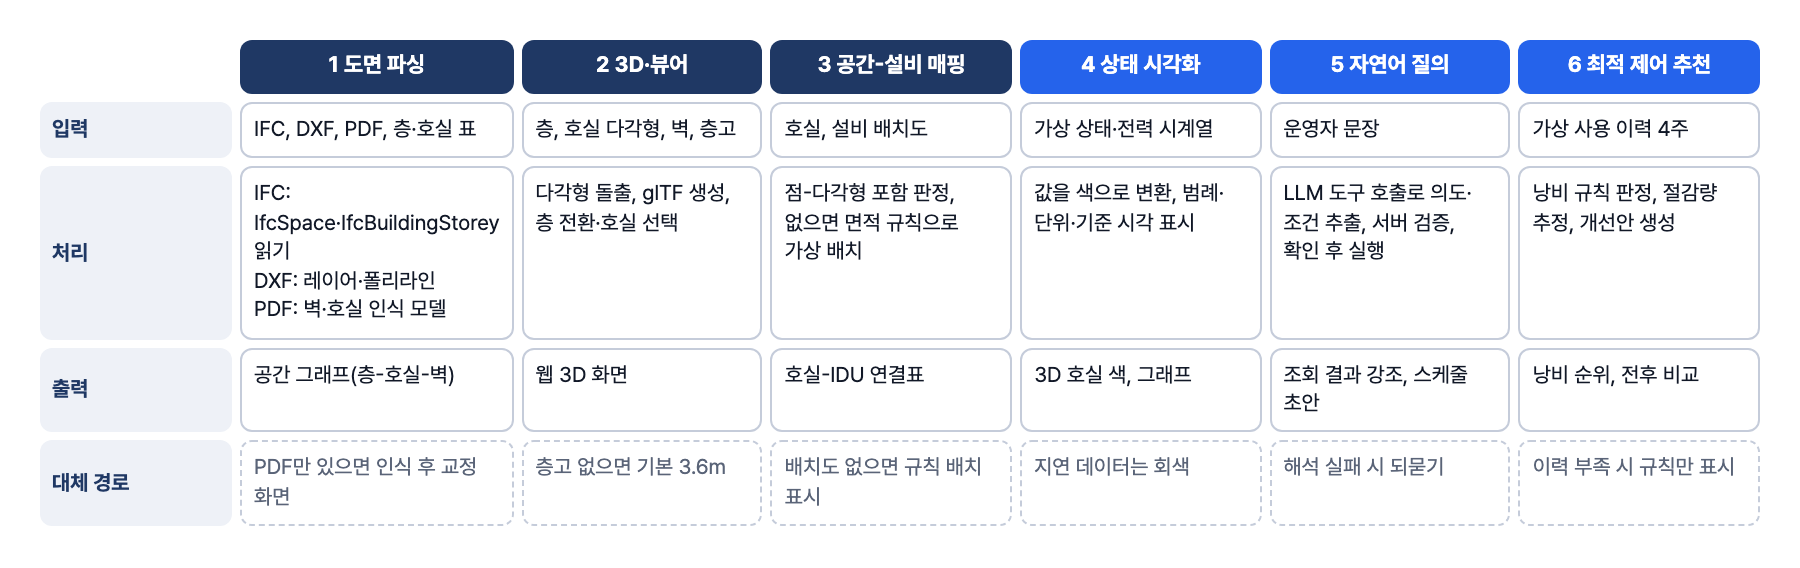 1 도면 파싱
2 3D·뷰어
3 공간-설비 매핑
4 상태 시각화
5 자연어 질의
6 최적 제어 추천
입력
IFC, DXF, PDF, 층·호실 표
층, 호실 다각형, 벽, 층고
호실, 설비 배치도
가상 상태·전력 시계열
운영자 문장
가상 사용 이력 4주
처리
IFC:
IfcSpace·IfcBuildingStorey
읽기
DXF: 레이어·폴리라인
PDF: 벽·호실 인식 모델
다각형 돌출, glTF 생성,
층 전환·호실 선택
점-다각형 포함 판정,
없으면 면적 규칙으로
가상 배치
값을 색으로 변환, 범례·
단위·기준 시각 표시
LLM 도구 호출로 의도·
조건 추출, 서버 검증,
확인 후 실행
낭비 규칙 판정, 절감량
추정, 개선안 생성
출력
공간 그래프(층-호실-벽)
웹 3D 화면
호실-IDU 연결표
3D 호실 색, 그래프
조회 결과 강조, 스케줄
초안
낭비 순위, 전후 비교
대체 경로
PDF만 있으면 인식 후 교정
화면
층고 없으면 기본 3.6m
배치도 없으면 규칙 배치
표시
지연 데이터는 회색
해석 실패 시 되묻기
이력 부족 시 규칙만 표시